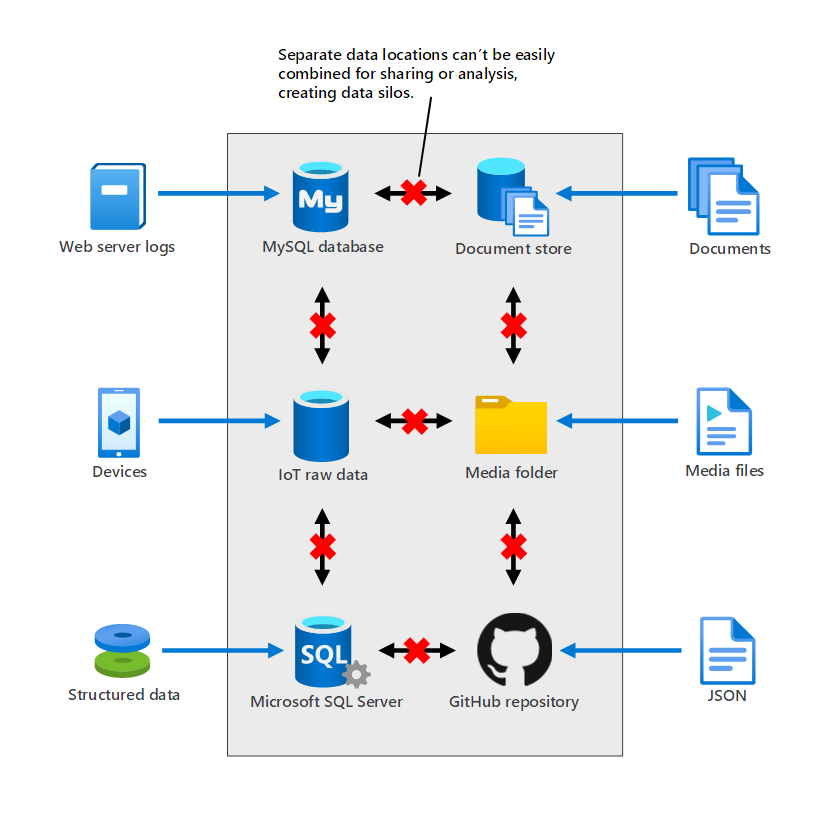 Separate data locations can't be easily
combined for sharing or analysis,
creating data silos.
My
Web server logs
MySQL database
Document store
Documents
Devices
IoT raw data
Media folder
Media files
SQL
Structured data
Microsoft SQL Server
GitHub repository
JSON